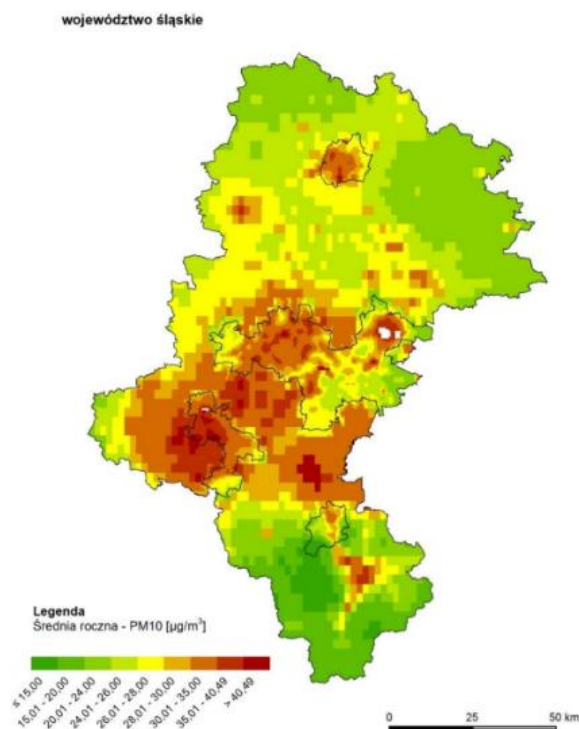 województwo śląskie
Legenda
Średnia roczna - PM10 [µg/m³]
≤ 15,00
15,01 - 20,00
20,01 - 24,00
24,01 - 26,00
26,01 - 28,00
28,01 - 30,00
30,01 - 35,00
35,01 - 40,49
> 40,49
0 25 50 km